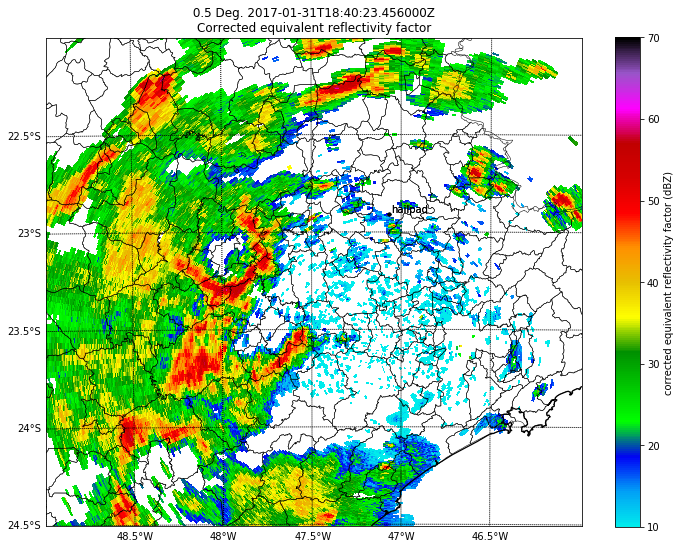 0.5 Deg. 2017-01-31T18:40:23.456000Z
Corrected equivalent reflectivity factor
22.5°S
23°S
23.5°S
24°S
24.5°S
48.5°W
48°W
47.5°W
47°W
46.5°W
70
60
50
40
30
20
10
corrected equivalent reflectivity factor (dBZ)